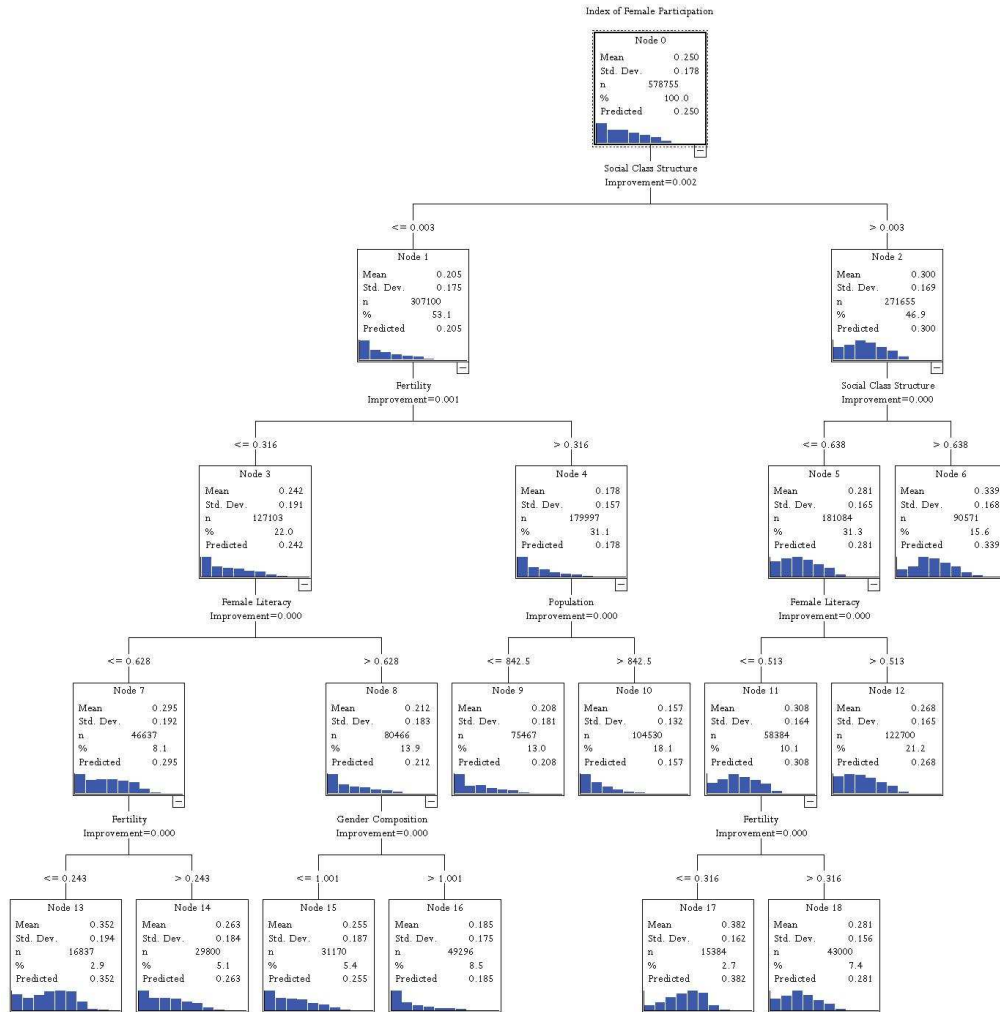 Index of Female Participation
Node 0
Mean 0.250
Std. Dev. 0.178
n 578755
% 100.0
Predicted 0.250
Social Class Structure
Improvement=0.002
<= 0.003
> 0.003
Node 1
Mean 0.205
Std. Dev. 0.175
n 307100
% 53.1
Predicted 0.205
Node 2
Mean 0.300
Std. Dev. 0.169
n 271655
% 46.9
Predicted 0.300
Fertility
Improvement=0.001
Social Class Structure
Improvement=0.000
<= 0.316
> 0.316
<= 0.638
> 0.638
Node 3
Mean 0.242
Std. Dev. 0.191
n 127103
% 22.0
Predicted 0.242
Node 4
Mean 0.178
Std. Dev. 0.157
n 179997
% 31.1
Predicted 0.178
Node 5
Mean 0.281
Std. Dev. 0.165
n 181084
% 31.3
Predicted 0.281
Node 6
Mean 0.339
Std. Dev. 0.168
n 90571
% 15.6
Predicted 0.339
Female Literacy
Improvement=0.000
Population
Improvement=0.000
Female Literacy
Improvement=0.000
<= 0.628
> 0.628
<= 842.5
> 842.5
<= 0.513
> 0.513
Node 7
Mean 0.295
Std. Dev. 0.192
n 46637
% 8.1
Predicted 0.295
Node 8
Mean 0.212
Std. Dev. 0.183
n 80466
% 13.9
Predicted 0.212
Node 9
Mean 0.208
Std. Dev. 0.181
n 75467
% 13.0
Predicted 0.208
Node 10
Mean 0.157
Std. Dev. 0.132
n 104530
% 18.1
Predicted 0.157
Node 11
Mean 0.308
Std. Dev. 0.164
n 58384
% 10.1
Predicted 0.308
Node 12
Mean 0.268
Std. Dev. 0.165
n 122700
% 21.2
Predicted 0.268
Fertility
Improvement=0.000
Gender Composition
Improvement=0.000
Fertility
Improvement=0.000
<= 0.243
> 0.243
<= 1.001
> 1.001
<= 0.316
> 0.316
Node 13
Mean 0.352
Std. Dev. 0.194
n 16837
% 2.9
Predicted 0.352
Node 14
Mean 0.263
Std. Dev. 0.184
n 29800
% 5.1
Predicted 0.263
Node 15
Mean 0.255
Std. Dev. 0.187
n 31170
% 5.4
Predicted 0.255
Node 16
Mean 0.185
Std. Dev. 0.175
n 49296
% 8.5
Predicted 0.185
Node 17
Mean 0.382
Std. Dev. 0.162
n 15384
% 2.7
Predicted 0.382
Node 18
Mean 0.281
Std. Dev. 0.156
n 43000
% 7.4
Predicted 0.281